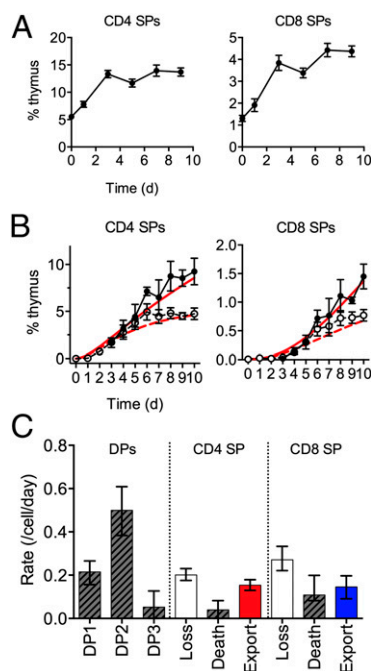 A
CD4 SPs
CD8 SPs
% thymus
20
15
10
5
0
0 2 4 6 8 10
5
4
3
2
1
0
0 2 4 6 8 10
Time (d)
B
CD4 SPs
CD8 SPs
% thymus
10
5
0
0 1 2 3 4 5 6 7 8 9 10
2.0
1.5
1.0
0.5
0
0 1 2 3 4 5 6 7 8 9 10
Time (d)
C
DPs
CD4 SP
CD8 SP
Rate (/cell/day)
0.8
0.6
0.4
0.2
0.0
DP1
DP2
DP3
Loss
Death
Export
Loss
Death
Export